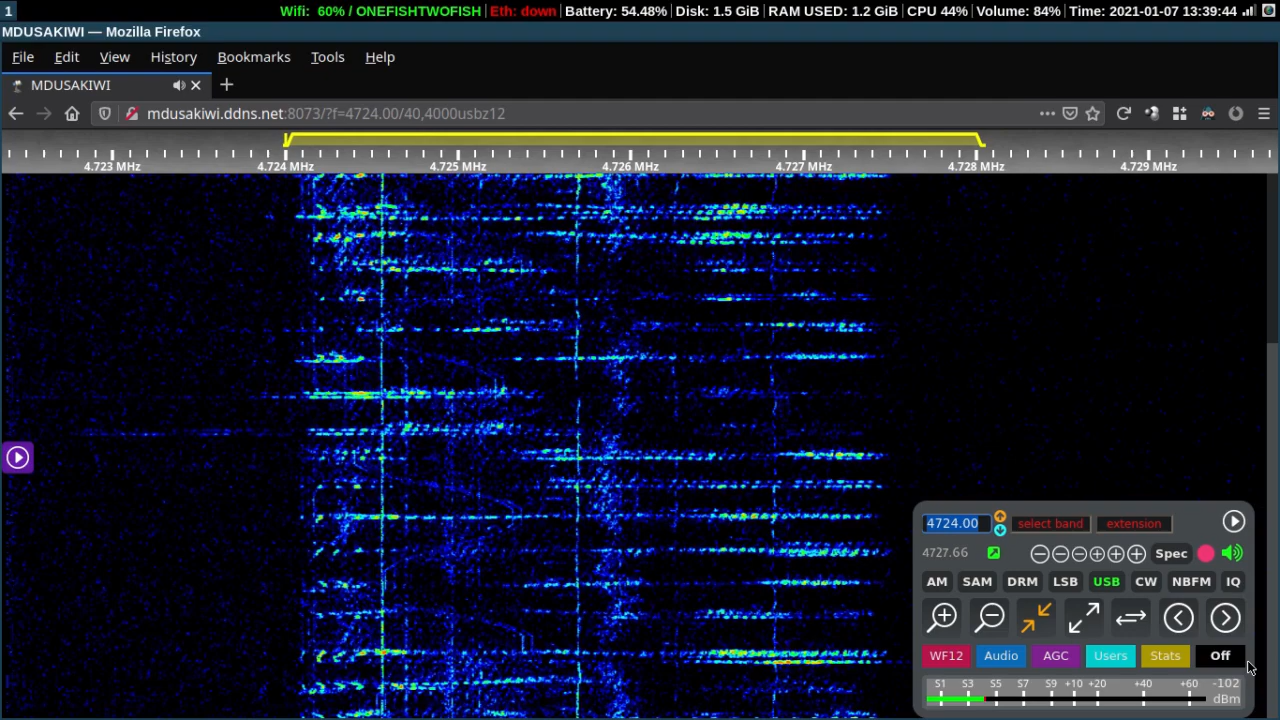 1 Wifi: 60% / ONEFISHTWOFISH | Eth: down | Battery: 54.48% | Disk: 1.5 GiB | RAM USED: 1.2 GiB | CPU 44% | Volume: 84% | Time: 2021-01-07 13:39:44
MDUSAKIWI — Mozilla Firefox
File Edit View History Bookmarks Tools Help
MDUSAKIWI
mdusakiwi.ddns.net:8073/?f=4724.00/40,4000usbz12
4.723 MHz 4.724 MHz 4.725 MHz 4.726 MHz 4.727 MHz 4.728 MHz 4.729 MHz
4724.00 select band extension
4727.66 Spec
AM SAM DRM LSB USB CW NBFM IQ
WF12 Audio AGC Users Stats Off
S1 S3 S5 S7 S9 +10 +20 +40 +60 -102
dBm